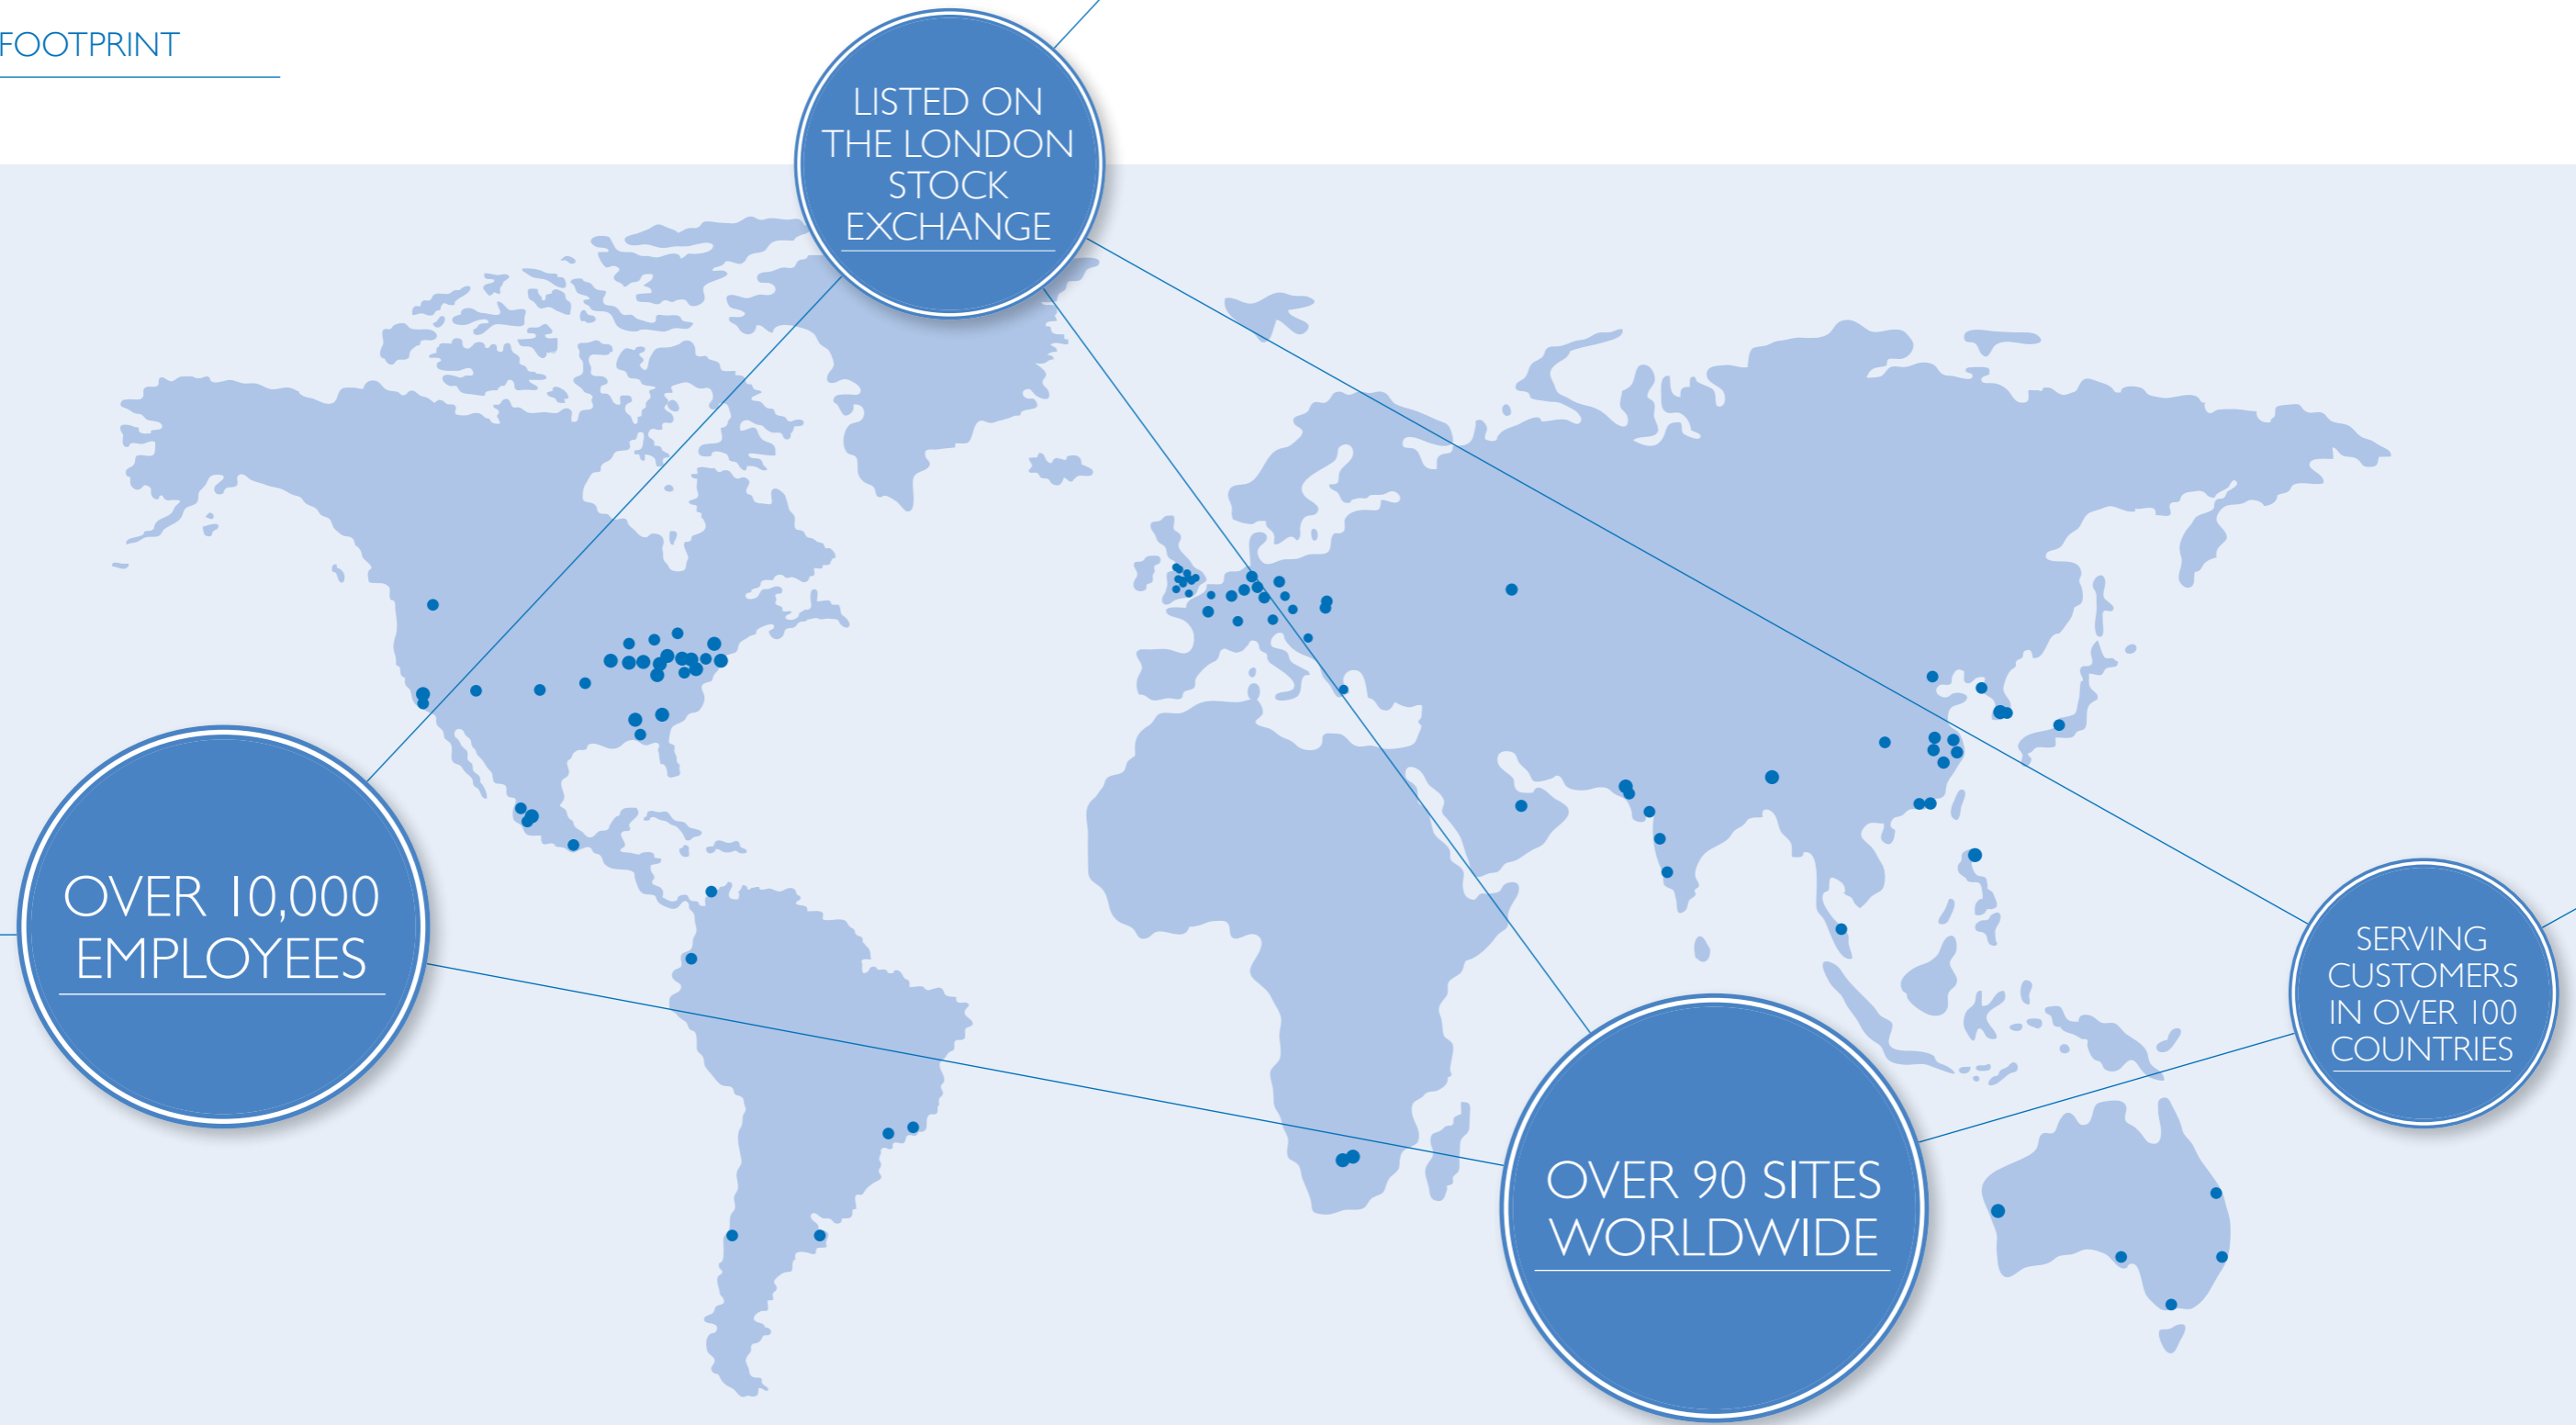 FOOTPRINT
LISTED ON
THE LONDON
STOCK
EXCHANGE
OVER 10,000
EMPLOYEES
SERVING
CUSTOMERS
IN OVER 100
COUNTRIES
OVER 90 SITES
WORLDWIDE